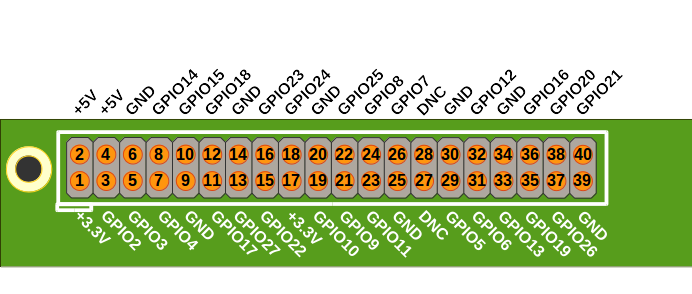 +5V +5V GND GPIO14 GPIO15 GPIO18 GND GPIO23 GPIO24 GND GPIO25 GPIO8 GPIO7 DNC GND GPIO12 GND GPIO16 GPIO20 GPIO21
2 4 6 8 10 12 14 16 18 20 22 24 26 28 30 32 34 36 38 40
1 3 5 7 9 11 13 15 17 19 21 23 25 27 29 31 33 35 37 39
+3.3V GPIO2 GPIO3 GPIO4 GND GPIO17 GPIO27 GPIO22 +3.3V GPIO10 GPIO9 GPIO11 GND DNC GPIO5 GPIO6 GPIO13 GPIO19 GPIO26 GND